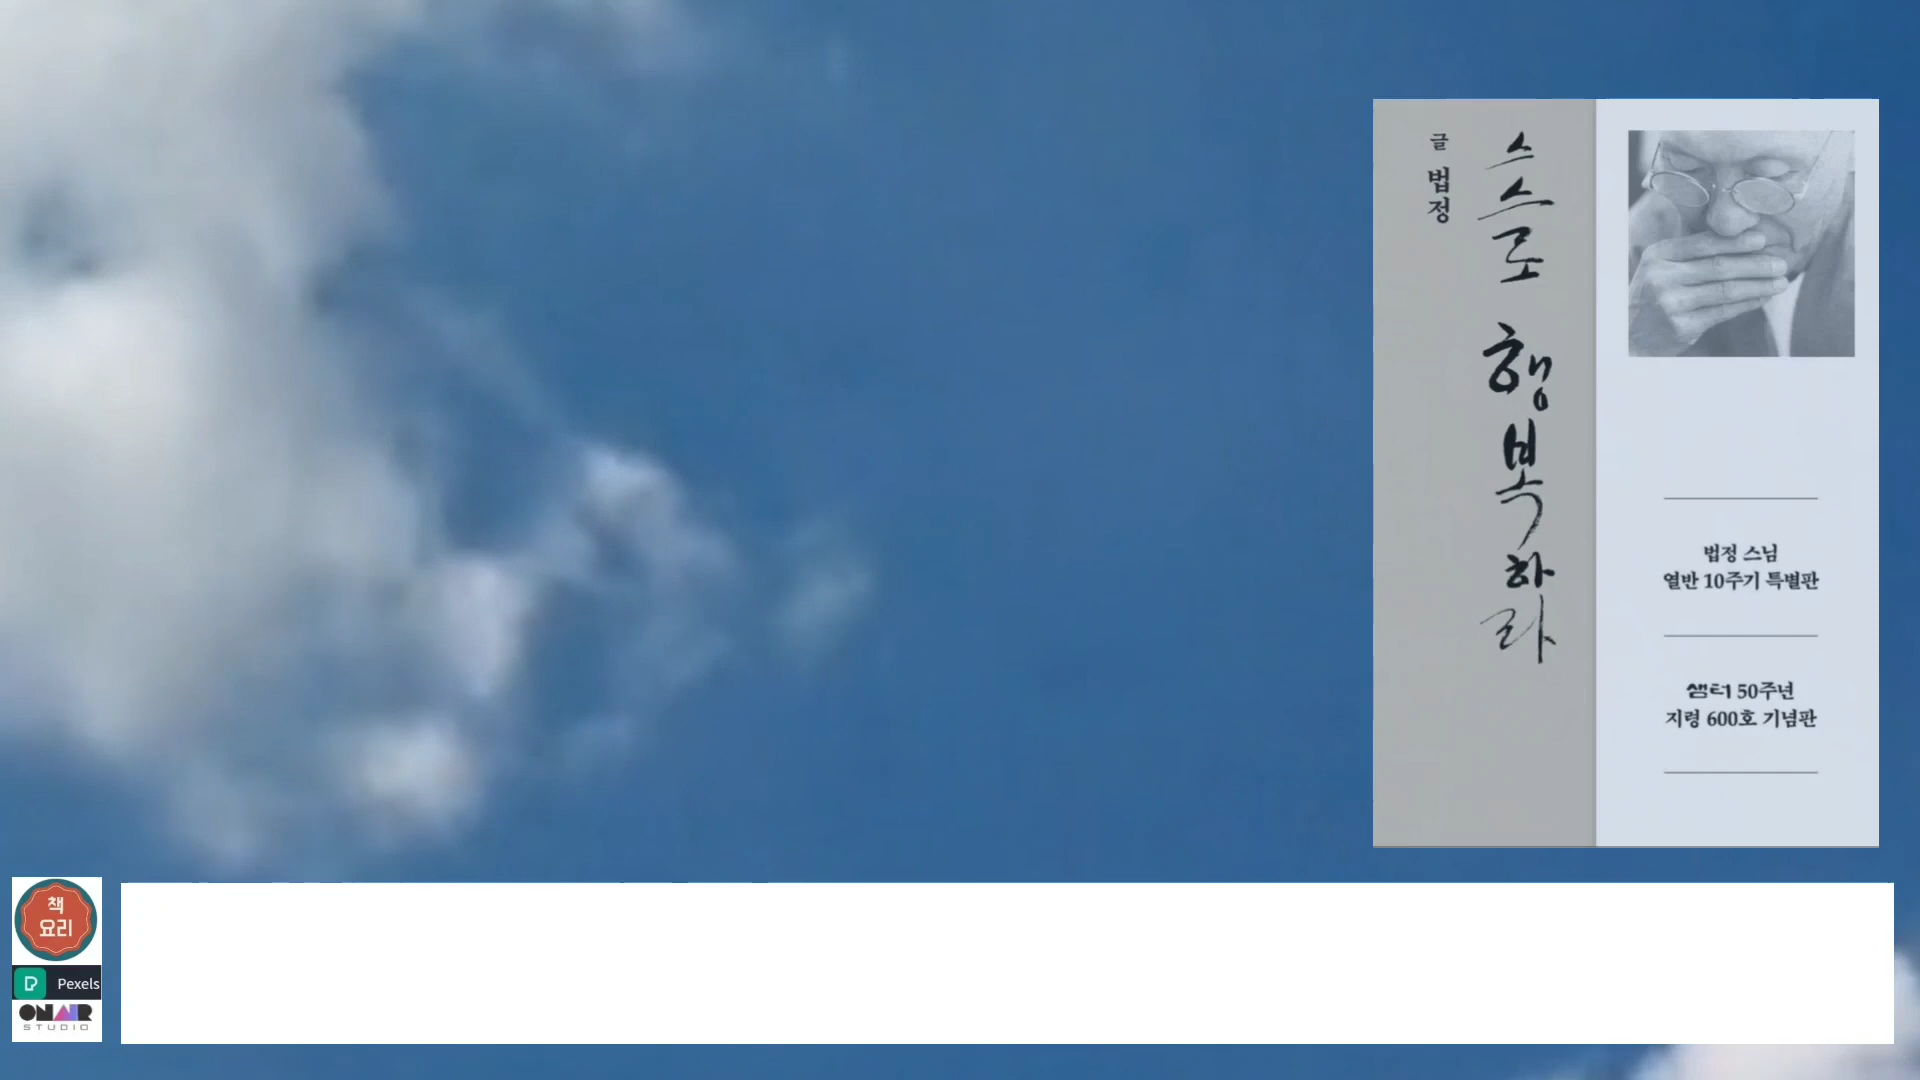 글 법정
스스로 행복하라
법정 스님
열반 10주기 특별판
샘터 50주년
지령 600호 기념판
책
요리
Pexels
ONAIR
STUDIO